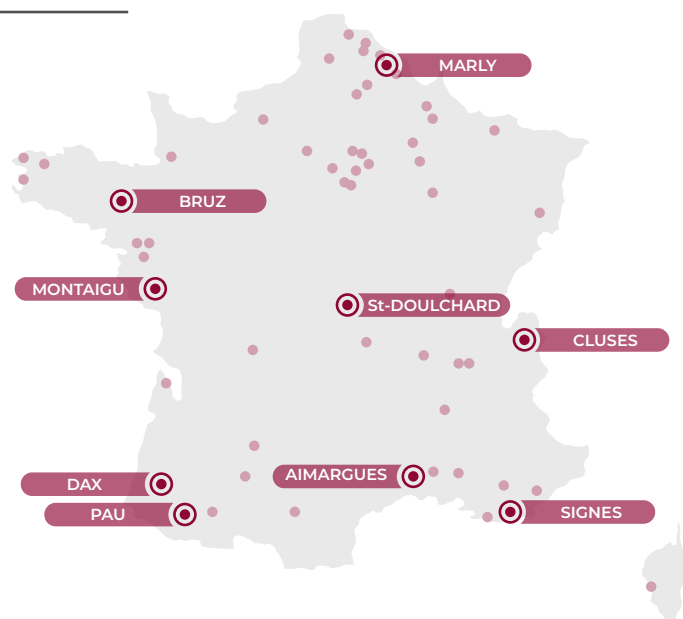 MARLY
BRUZ
MONTAIGU
St-DOULCHARD
CLUSES
AIMARGUES
DAX
PAU
SIGNES